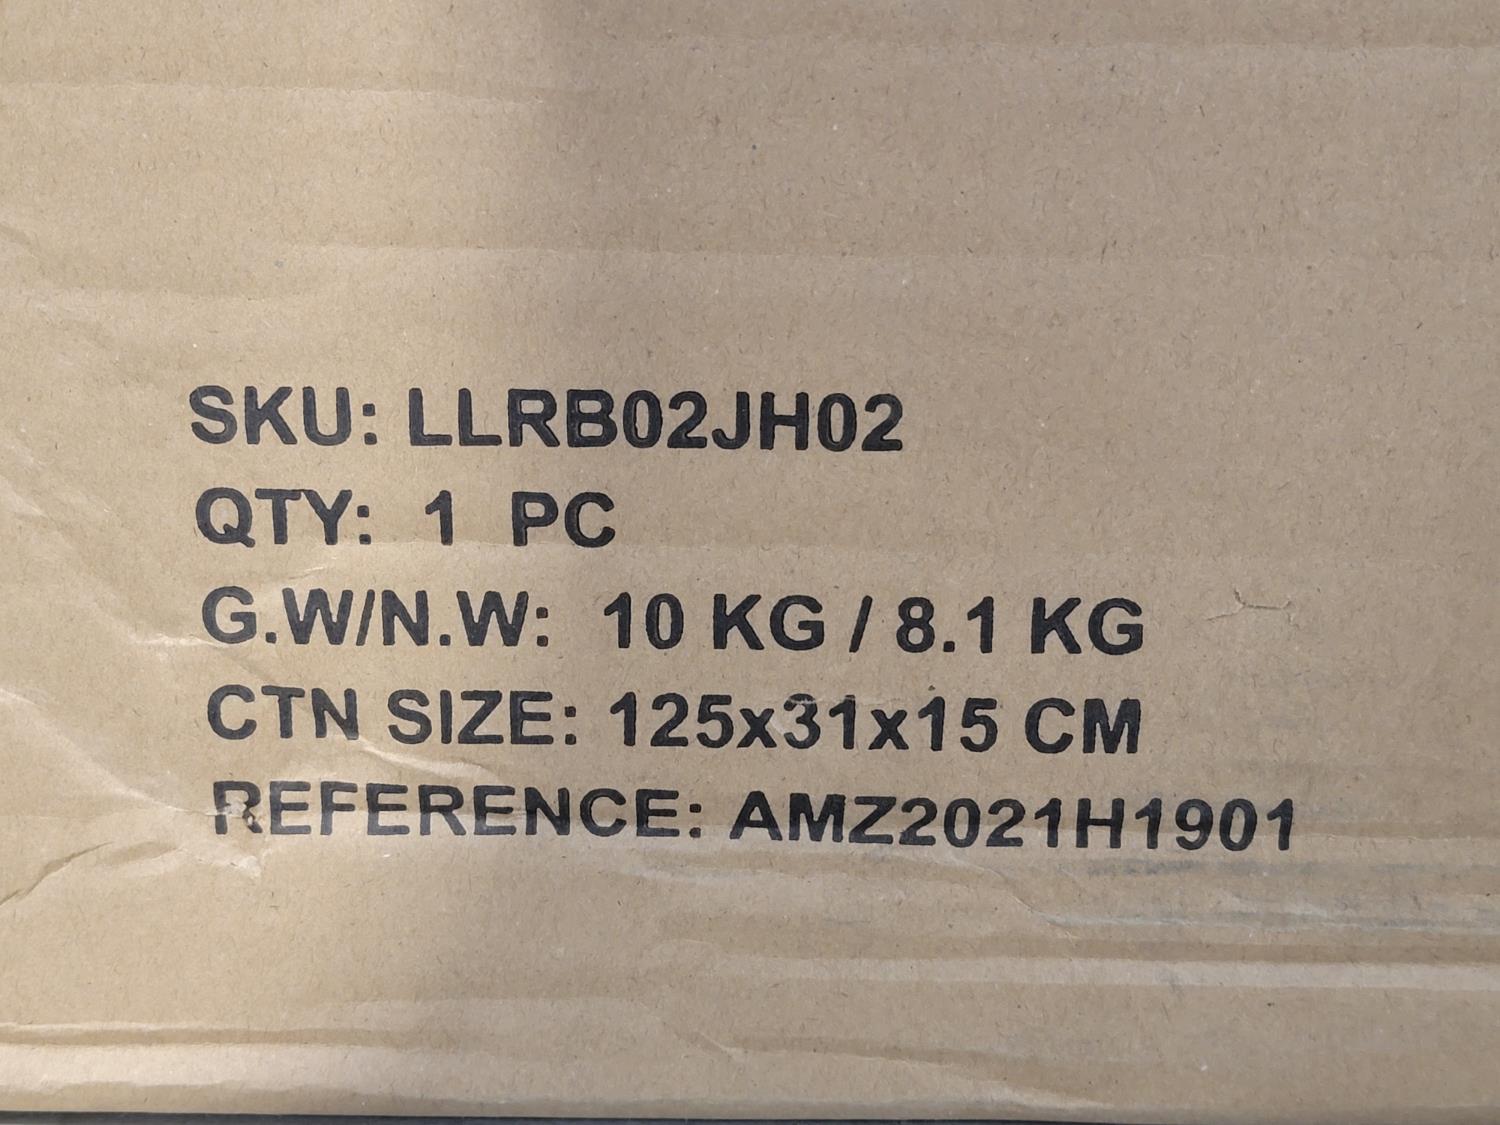 SKU: LLRB02JH02
QTY: 1 PC
G.W/N.W: 10 KG / 8.1 KG
CTN SIZE: 125x31x15 CM
REFERENCE: AMZ2021H1901